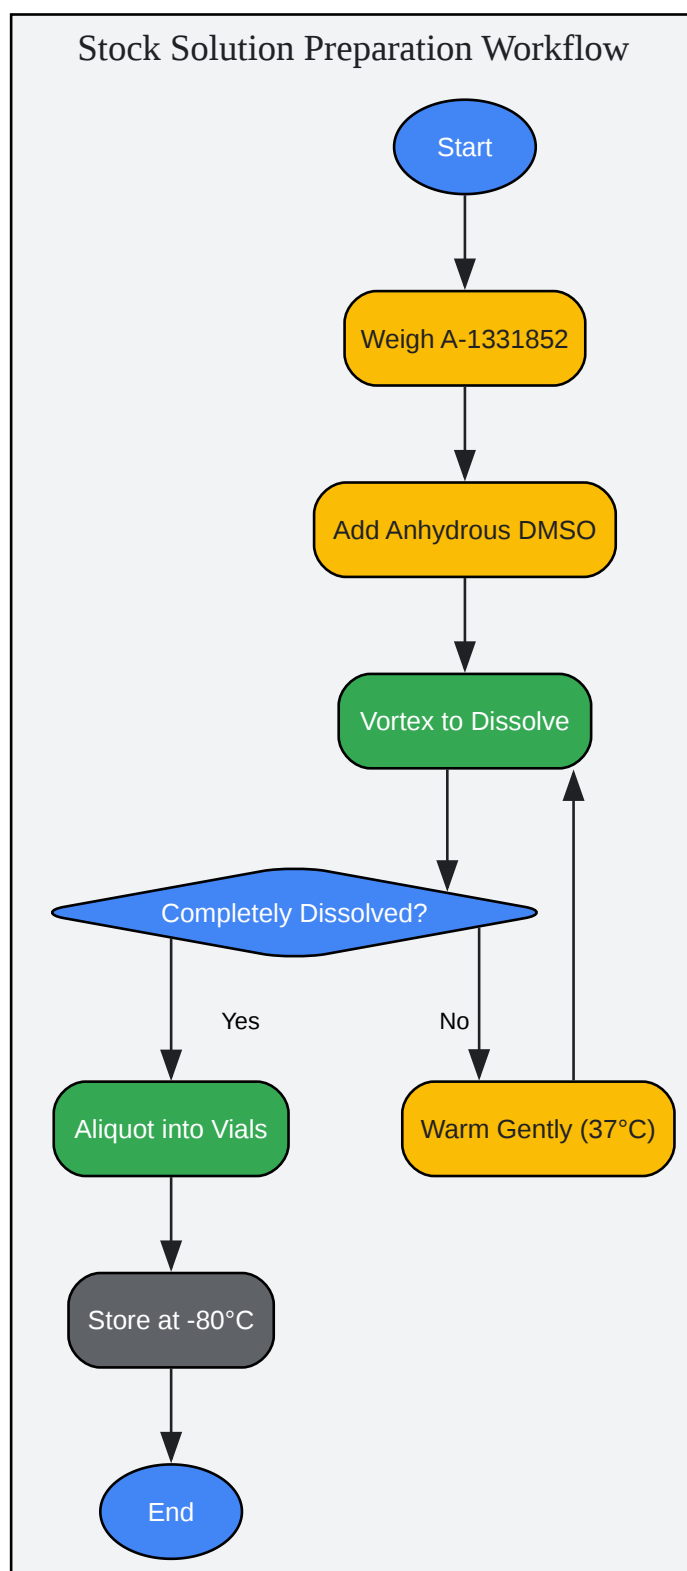 Stock Solution Preparation Workflow
Start
Weigh A-1331852
Add Anhydrous DMSO
Vortex to Dissolve
Completely Dissolved?
Yes
No
Aliquot into Vials
Warm Gently (37°C)
Store at -80°C
End